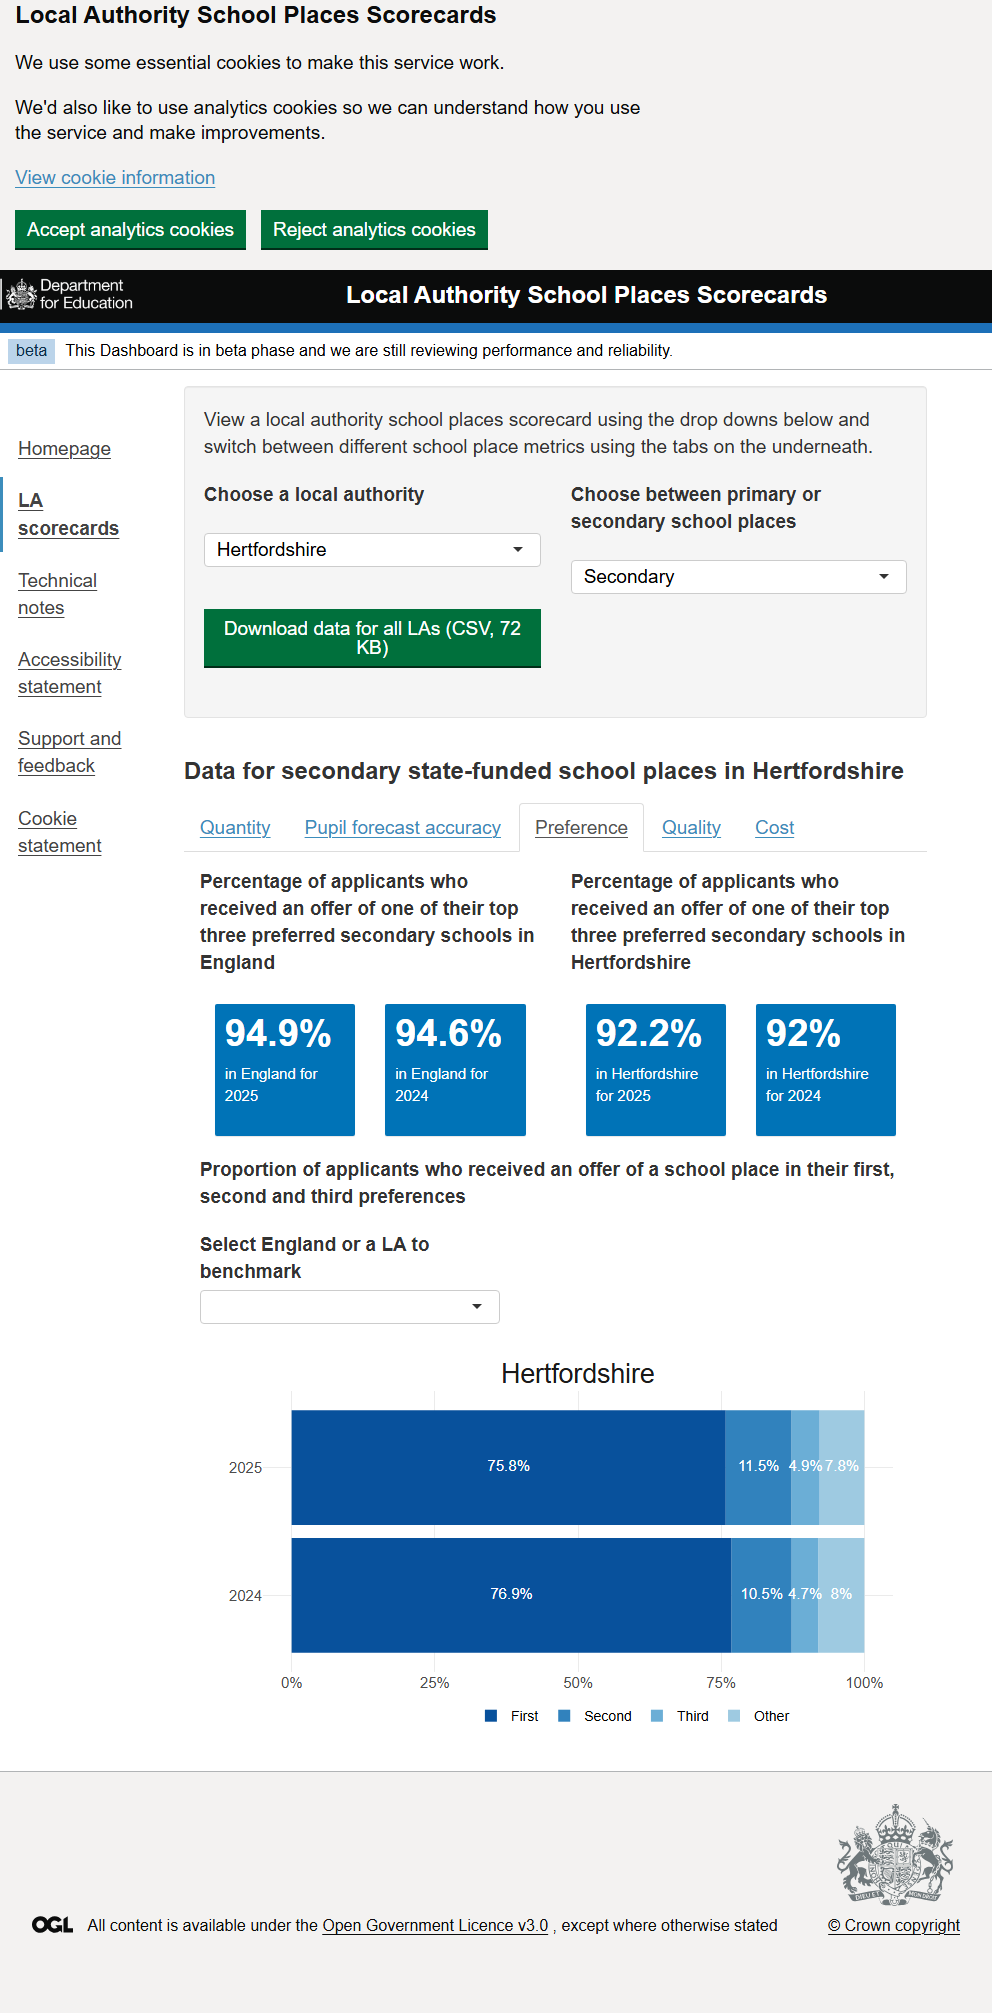 Local Authority School Places Scorecards
We use some essential cookies to make this service work.
We'd also like to use analytics cookies so we can understand how you use
the service and make improvements.
View cookie information
Accept analytics cookies
Reject analytics cookies
Department
for Education
Local Authority School Places Scorecards
beta
This Dashboard is in beta phase and we are still reviewing performance and reliability.
Homepage
LA
scorecards
Technical
notes
Accessibility
statement
Support and
feedback
Cookie
statement
View a local authority school places scorecard using the drop downs below and
switch between different school place metrics using the tabs on the underneath.
Choose a local authority
Hertfordshire
Choose between primary or
secondary school places
Secondary
Download data for all LAs (CSV, 72
KB)
Data for secondary state-funded school places in Hertfordshire
Quantity
Pupil forecast accuracy
Preference
Quality
Cost
Percentage of applicants who
received an offer of one of their top
three preferred secondary schools in
England
Percentage of applicants who
received an offer of one of their top
three preferred secondary schools in
Hertfordshire
94.9%
in England for
2025
94.6%
in England for
2024
92.2%
in Hertfordshire
for 2025
92%
in Hertfordshire
for 2024
Proportion of applicants who received an offer of a school place in their first,
second and third preferences
Select England or a LA to
benchmark
Hertfordshire
2025
75.8%
11.5%
4.9%
7.8%
2024
76.9%
10.5%
4.7%
8%
0%
25%
50%
75%
100%
First
Second
Third
Other
DIEU ET MON DROIT
OGL
All content is available under the Open Government Licence v3.0 , except where otherwise stated
© Crown copyright